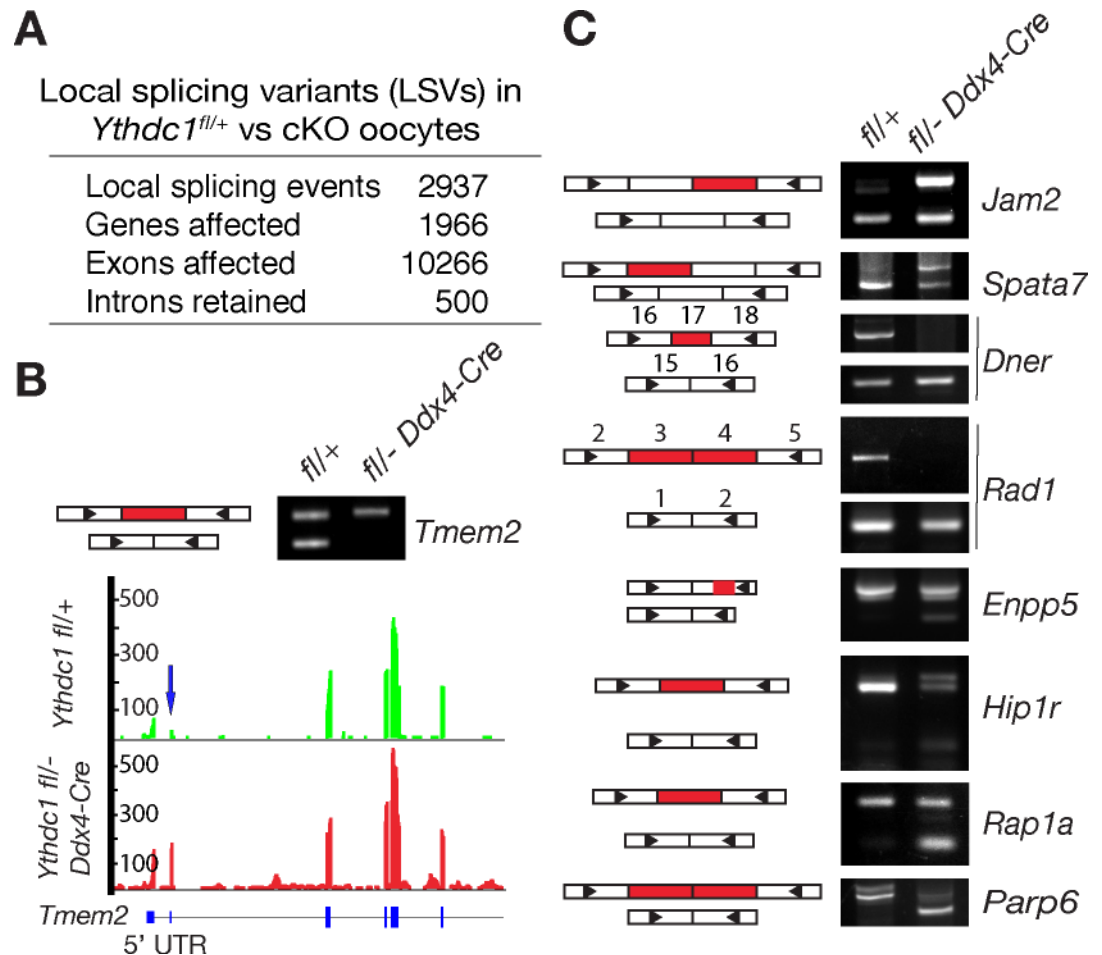 A
Local splicing variants (LSVs) in
Ythdc1fl/+ vs cKO oocytes
Local splicing events 2937
Genes affected 1966
Exons affected 10266
Introns retained 500
B
fl/+
fl/- Ddx4-Cre
Tmem2
Ythdc1 fl/+
500
300
100
Ythdc1 fl/-
Ddx4-Cre
500
300
100
Tmem2
5’ UTR
C
fl/+
fl/- Ddx4-Cre
Jam2
Spata7
16 17 18
15 16
Dner
2 3 4 5
1 2
Rad1
Enpp5
Hip1r
Rap1a
Parp6